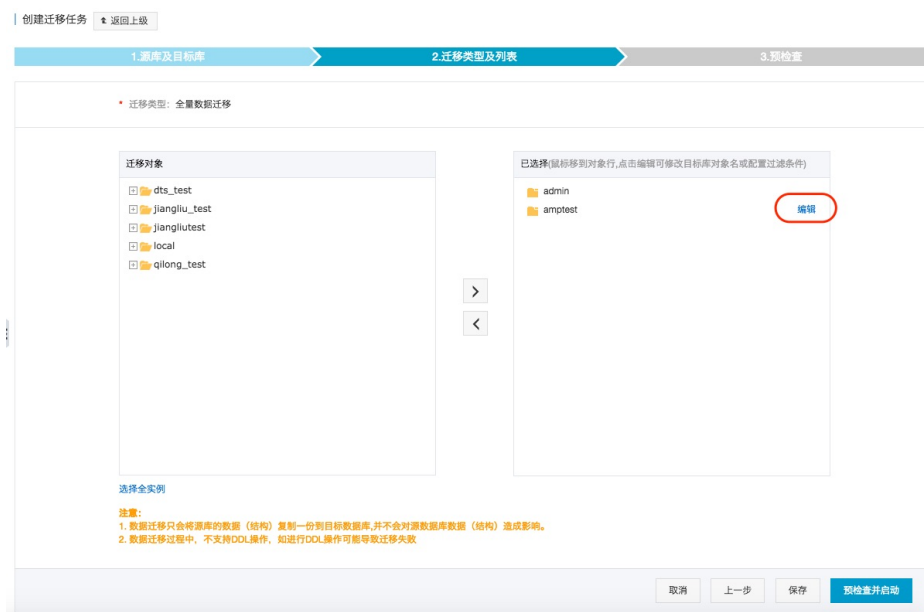 创建迁移任务 返回上级
1.源库及目标库 2.迁移类型及列表 3.预检查
* 迁移类型: 全量数据迁移
迁移对象
dts_test
jiangliu_test
jiangliutest
local
qilong_test
已选择(鼠标移到对象行,点击编辑可修改目标库对象名或配置过滤条件)
admin
amptest 编辑
选择全实例
注意:
1. 数据迁移只会将源库的数据（结构）复制一份到目标数据库,并不会对源数据库数据（结构）造成影响。
2. 数据迁移过程中，不支持DDL操作，如进行DDL操作可能导致迁移失败
取消 上一步 保存 预检查并启动